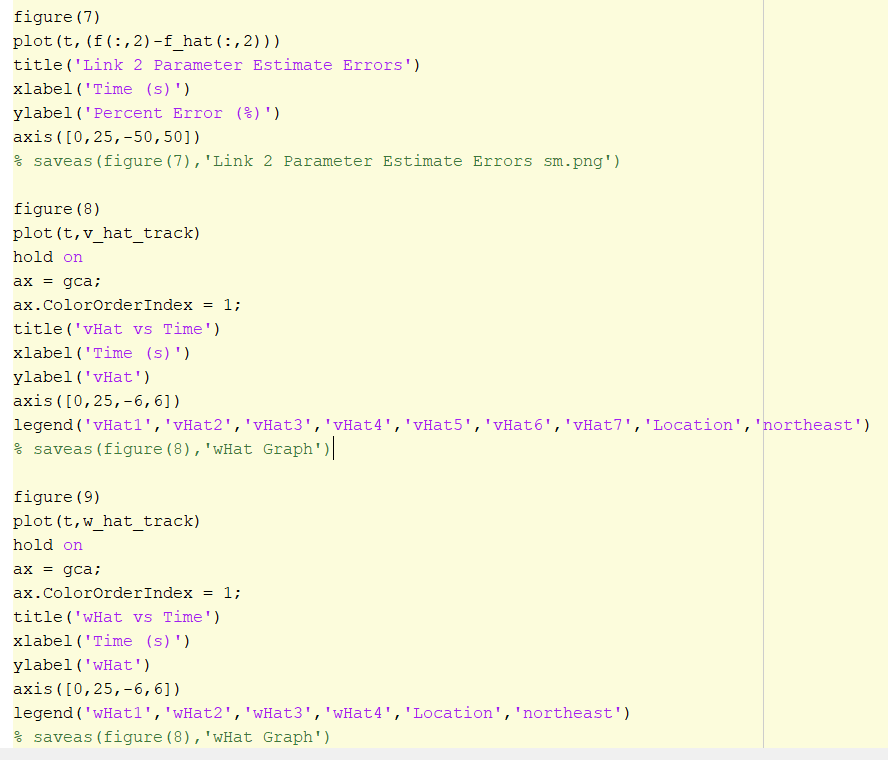 figure(7)
plot(t,(f(:,2)-f_hat(:,2)))
title('Link 2 Parameter Estimate Errors')
xlabel('Time (s)')
ylabel('Percent Error (%)')
axis([0,25,-50,50])
% saveas(figure(7),'Link 2 Parameter Estimate Errors sm.png')
figure(8)
plot(t,v_hat_track)
hold on
ax = gca;
ax.ColorOrderIndex = 1;
title('vHat vs Time')
xlabel('Time (s)')
ylabel('vHat')
axis([0,25,-6,6])
legend('vHat1','vHat2','vHat3','vHat4','vHat5','vHat6','vHat7','Location','northeast')
% saveas(figure(8),'wHat Graph')
figure(9)
plot(t,w_hat_track)
hold on
ax = gca;
ax.ColorOrderIndex = 1;
title('wHat vs Time')
xlabel('Time (s)')
ylabel('wHat')
axis([0,25,-6,6])
legend('wHat1','wHat2','wHat3','wHat4','Location','northeast')
% saveas(figure(8),'wHat Graph')